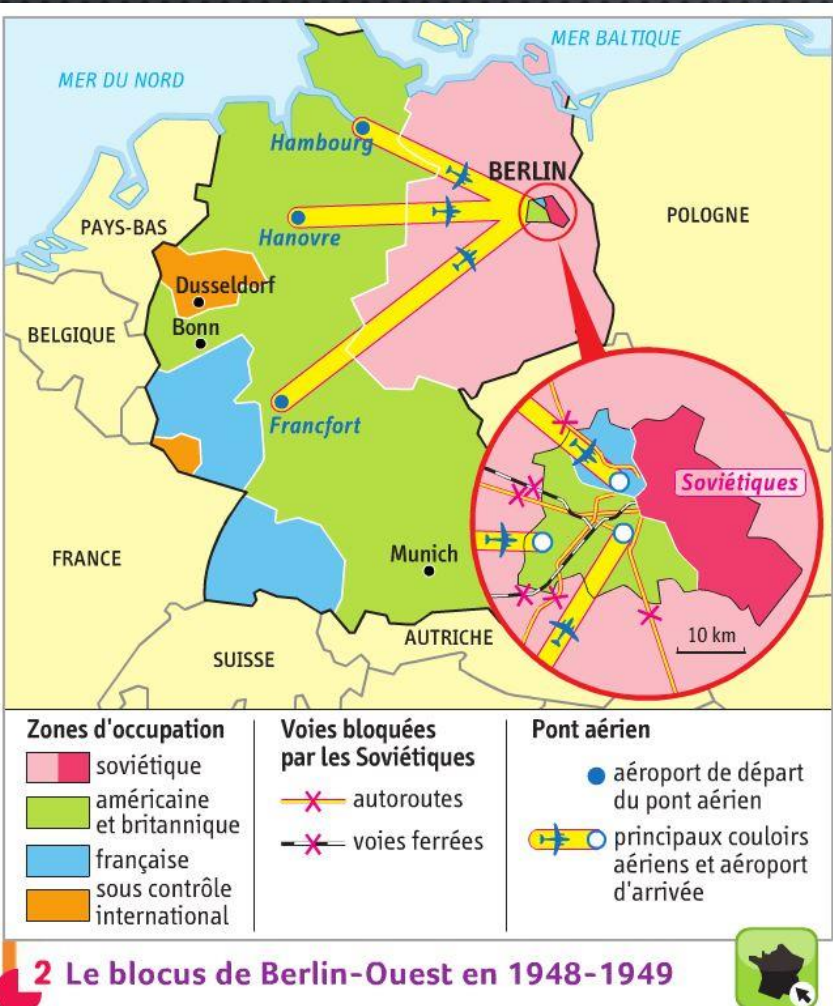 MER BALTIQUE
MER DU NORD
Hambourg
BERLIN
PAYS-BAS
Hanovre
POLOGNE
Dusseldorf
BELGIQUE
Bonn
Francfort
Soviétiques
FRANCE
Munich
10 km
AUTRICHE
SUISSE
Zones d'occupation
soviétique
américaine
et britannique
française
sous contrôle
international
Voies bloquées
par les Soviétiques
autoroutes
voies ferrées
Pont aérien
aéroport de départ
du pont aérien
principaux couloirs
aériens et aéroport
d'arrivée
2 Le blocus de Berlin-Ouest en 1948-1949